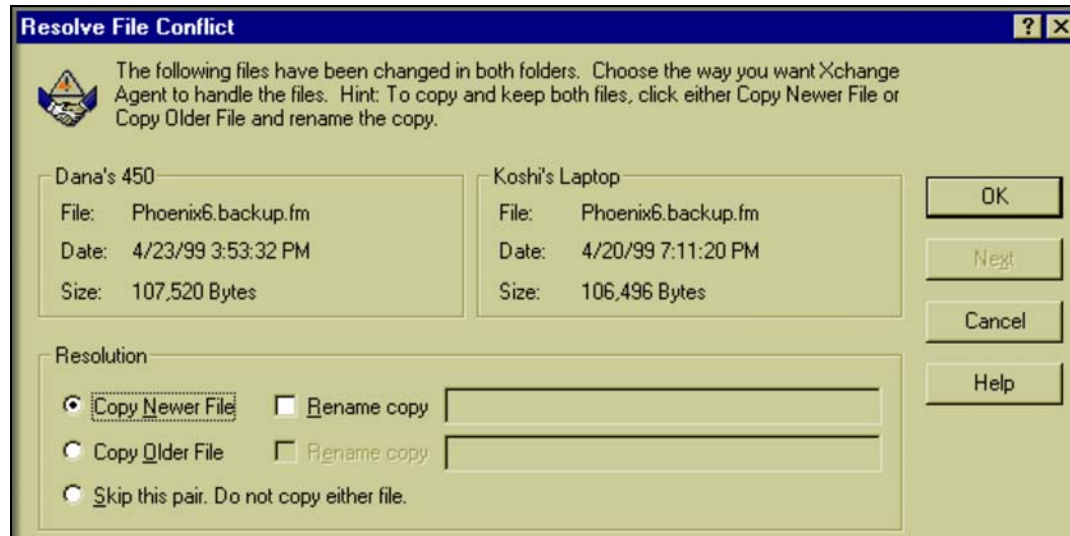 Resolve File Conflict
The following files have been changed in both folders. Choose the way you want Xchange
Agent to handle the files. Hint: To copy and keep both files, click either Copy Newer File or
Copy Older File and rename the copy.
Dana's 450
File: Phoenix6.backup.fm
Date: 4/23/99 3:53:32 PM
Size: 107,520 Bytes
Koshi's Laptop
File: Phoenix6.backup.fm
Date: 4/20/99 7:11:20 PM
Size: 106,496 Bytes
OK
Next
Cancel
Help
Resolution
Copy Newer File Rename copy
Copy Older File Rename copy
Skip this pair. Do not copy either file.